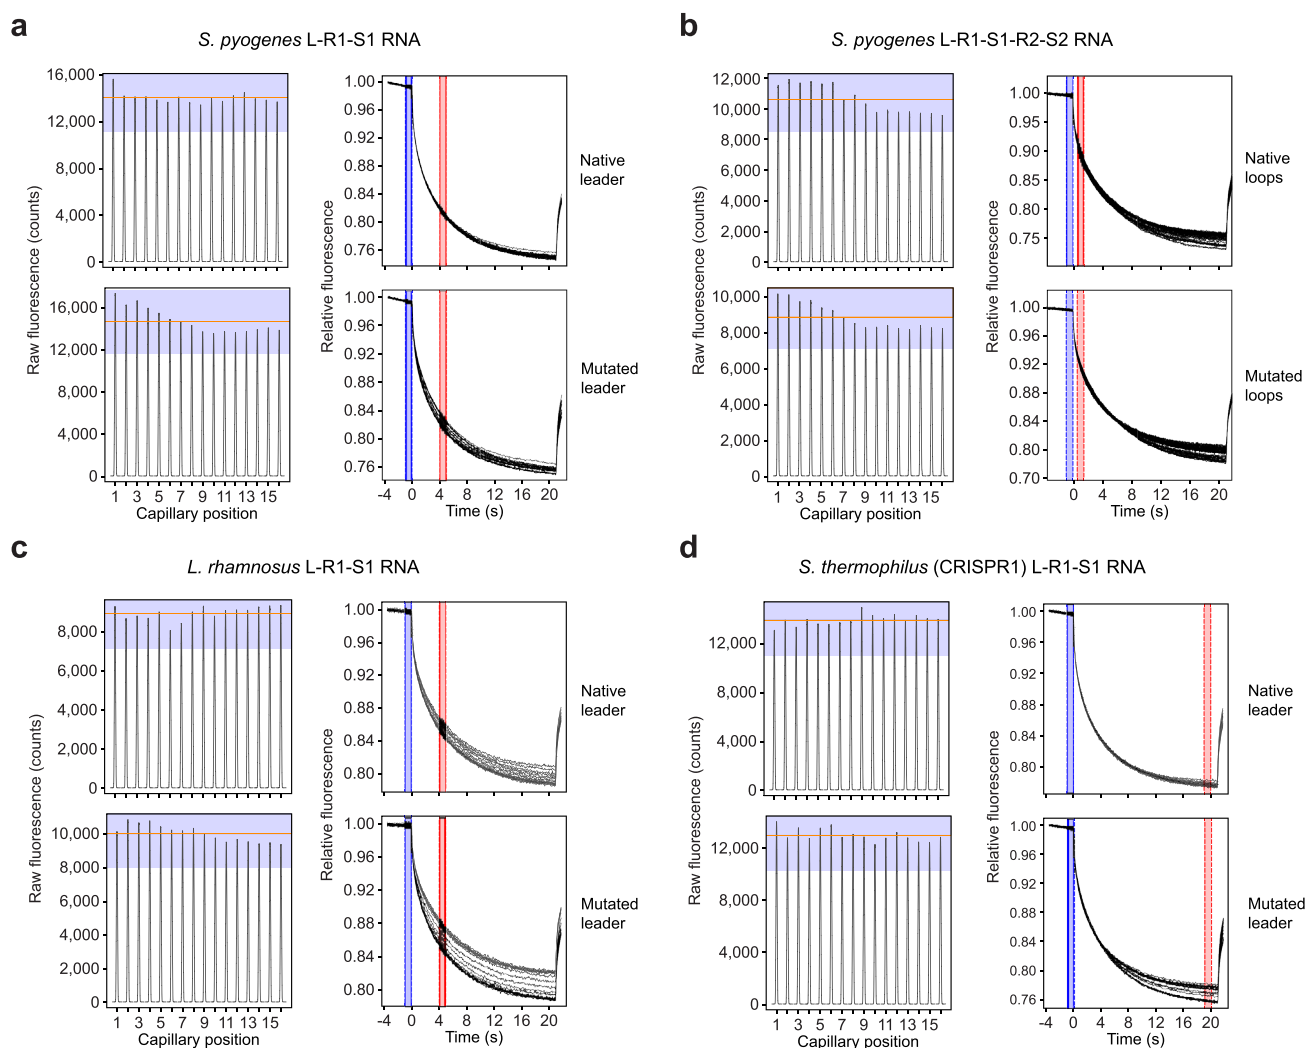 a
S. pyogenes L-R1-S1 RNA
Raw fluorescence (counts)
16,000
12,000
8,000
4,000
0
Relative fluorescence
1.00
0.96
0.92
0.88
0.84
0.80
0.76
Native
leader
16,000
12,000
8,000
4,000
0
1 3 5 7 9 11 13 15
Capillary position
1.00
0.96
0.92
0.88
0.84
0.80
0.76
-4 0 4 8 12 16 20
Time (s)
Mutated
leader
b
S. pyogenes L-R1-S1-R2-S2 RNA
Raw fluorescence (counts)
12,000
10,000
8,000
6,000
4,000
2,000
0
Relative fluorescence
1.00
0.95
0.90
0.85
0.80
0.75
Native
loops
10,000
8,000
6,000
4,000
2,000
0
1 3 5 7 9 11 13 15
Capillary position
1.00
0.95
0.90
0.85
0.80
0.70
0 4 8 12 16 20
Time (s)
Mutated
loops
c
L. rhamnosus L-R1-S1 RNA
Raw fluorescence (counts)
8,000
6,000
4,000
2,000
0
Relative fluorescence
1.00
0.96
0.92
0.88
0.84
0.80
Native
leader
10,000
8,000
6,000
4,000
2,000
0
1 3 5 7 9 11 13 15
Capillary position
1.00
0.96
0.92
0.88
0.84
0.80
-4 0 4 8 12 16 20
Time (s)
Mutated
leader
d
S. thermophilus (CRISPR1) L-R1-S1 RNA
Raw fluorescence (counts)
12,000
8,000
4,000
0
Relative fluorescence
1.00
0.96
0.92
0.88
0.84
0.80
Native
leader
12,000
8,000
4,000
0
1 3 5 7 9 11 13 15
Capillary position
1.00
0.96
0.92
0.88
0.84
0.80
0.76
-4 0 4 8 12 16 20
Time (s)
Mutated
leader